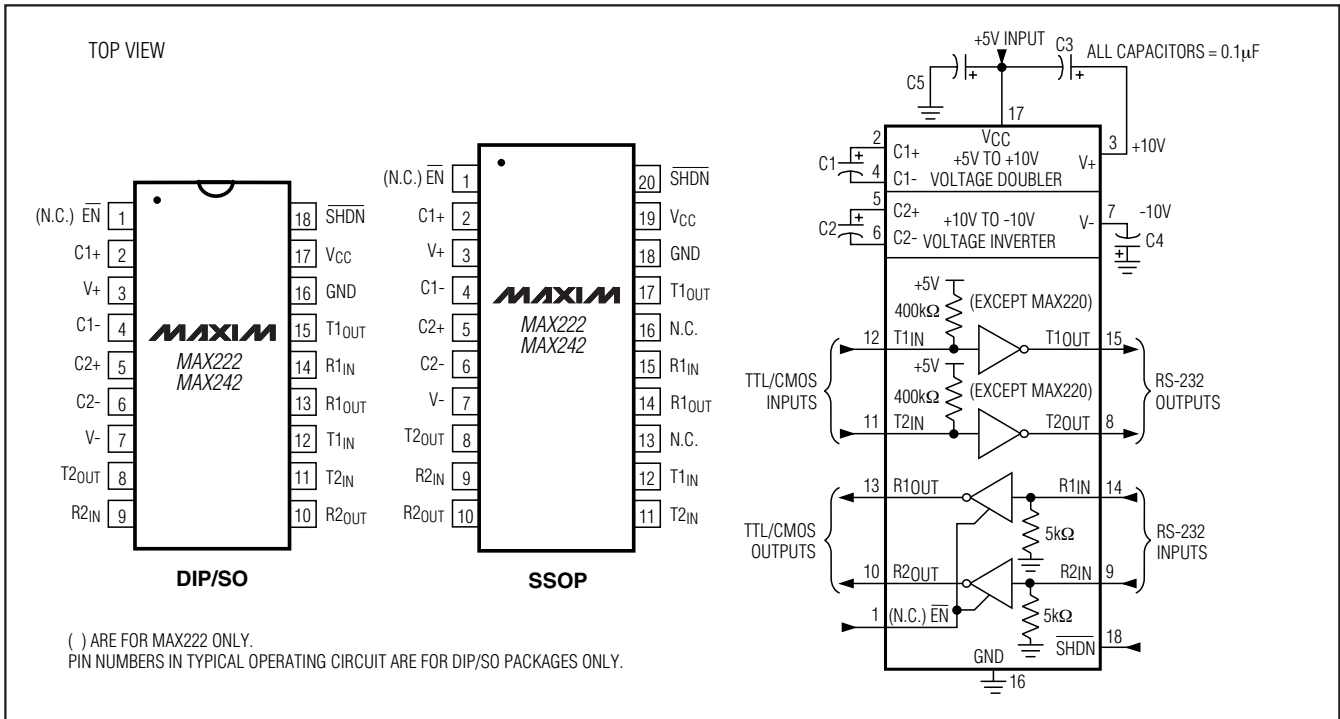 TOP VIEW
(N.C.) E̅N̅ 1
C1+ 2
V+ 3
C1- 4
C2+ 5
C2- 6
V- 7
T2OUT 8
R2IN 9
18 S̅H̅D̅N̅
17 VCC
16 GND
15 T1OUT
14 R1IN
13 R1OUT
12 T1IN
11 T2IN
10 R2OUT
MAXIM
MAX222
MAX242
DIP/SO
(N.C.) E̅N̅ 1
C1+ 2
V+ 3
C1- 4
C2+ 5
C2- 6
V- 7
T2OUT 8
R2IN 9
R2OUT 10
20 S̅H̅D̅N̅
19 VCC
18 GND
17 T1OUT
16 N.C.
15 R1IN
14 R1OUT
13 N.C.
12 T1IN
11 T2IN
MAXIM
MAX222
MAX242
SSOP
( ) ARE FOR MAX222 ONLY.
PIN NUMBERS IN TYPICAL OPERATING CIRCUIT ARE FOR DIP/SO PACKAGES ONLY.
+5V INPUT
C3
ALL CAPACITORS = 0.1μF
C5
+
+
17
VCC
2
C1+
+5V TO +10V
VOLTAGE DOUBLER
V+
3
+10V
C1
+
4
C1-
5
C2+
+10V TO -10V
VOLTAGE INVERTER
V-
7
-10V
C2
+
6
C2-
C4
+
+5V
400kΩ
(EXCEPT MAX220)
12
T1IN
T1OUT
15
+5V
400kΩ
(EXCEPT MAX220)
TTL/CMOS
INPUTS
RS-232
OUTPUTS
11
T2IN
T2OUT
8
13
R1OUT
R1IN
14
5kΩ
TTL/CMOS
OUTPUTS
RS-232
INPUTS
10
R2OUT
R2IN
9
5kΩ
1
(N.C.) E̅N̅
S̅H̅D̅N̅
18
GND
16